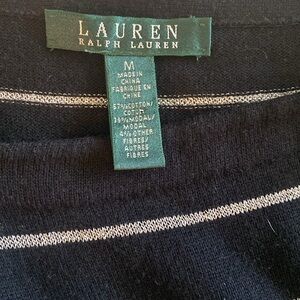 LAUREN
RALPH LAUREN
M
MADE IN
CHINA
FABRIQUÉ EN
CHINE
57%COTTON/
COTON
MODAL/
MODAL
4%OTHER
FIBRES/
AUTRES
FIBRES